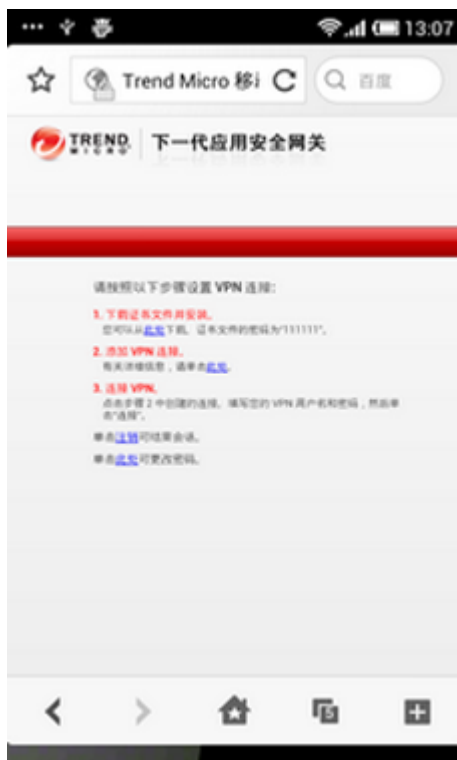 ... 13:07
Trend Micro 移 百度
TREND MICRO 下一代应用安全网关
请按照以下步骤设置 VPN 连接:
1. 下载证书文件并安装。
您可以从此处下载。证书文件的密码为"111111"。
2. 添加 VPN 连接。
有关详细信息，请单击此处。
3. 连接 VPN。
点击步骤 2 中创建的连接。填写您的 VPN 用户名和密码，然后单
击"连接"。
单击注销可结束会话。
单击此处可更改密码。
5